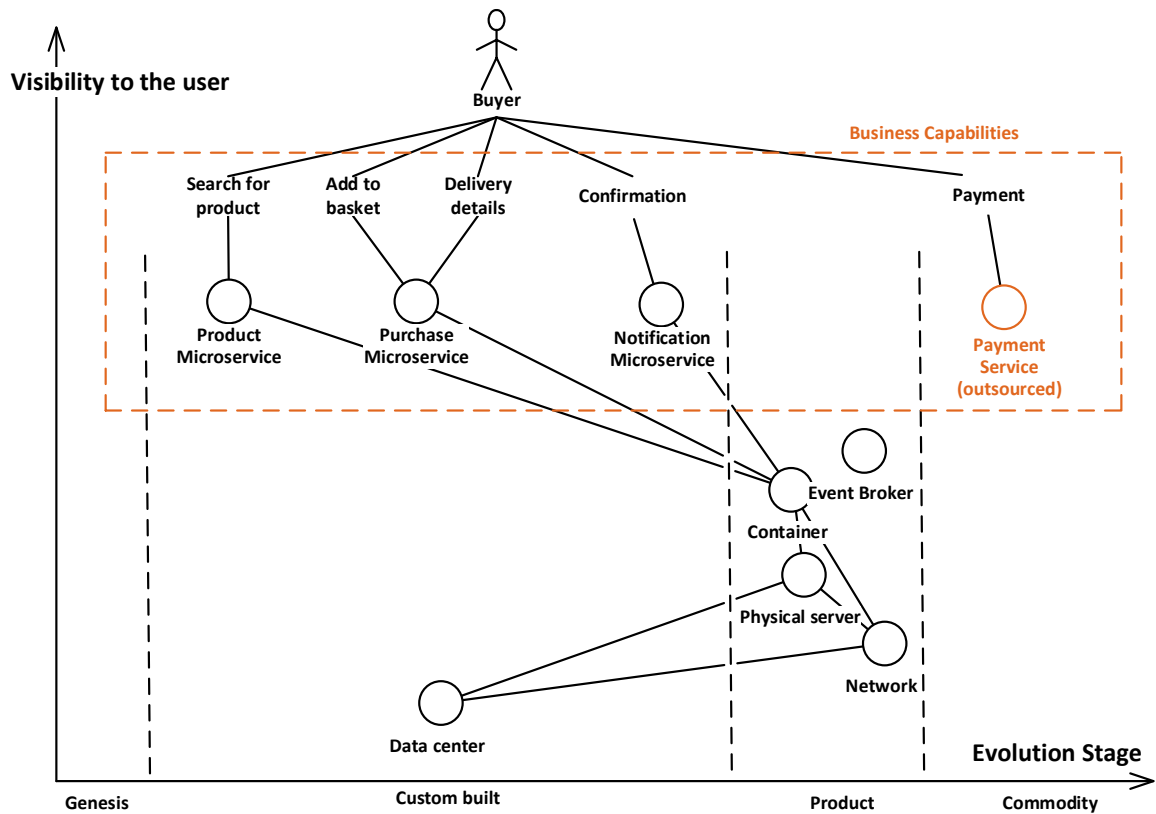 Visibility to the user
Buyer
Business Capabilities
Search for
product
Add to
basket
Delivery
details
Confirmation
Payment
Product
Microservice
Purchase
Microservice
Notification
Microservice
Payment
Service
(outsourced)
Event Broker
Container
Physical server
Network
Data center
Evolution Stage
Genesis
Custom built
Product
Commodity